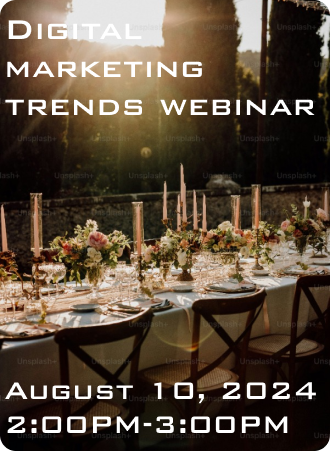 Digital
marketing
trends webinar
August 10, 2024
2:00PM-3:00PM